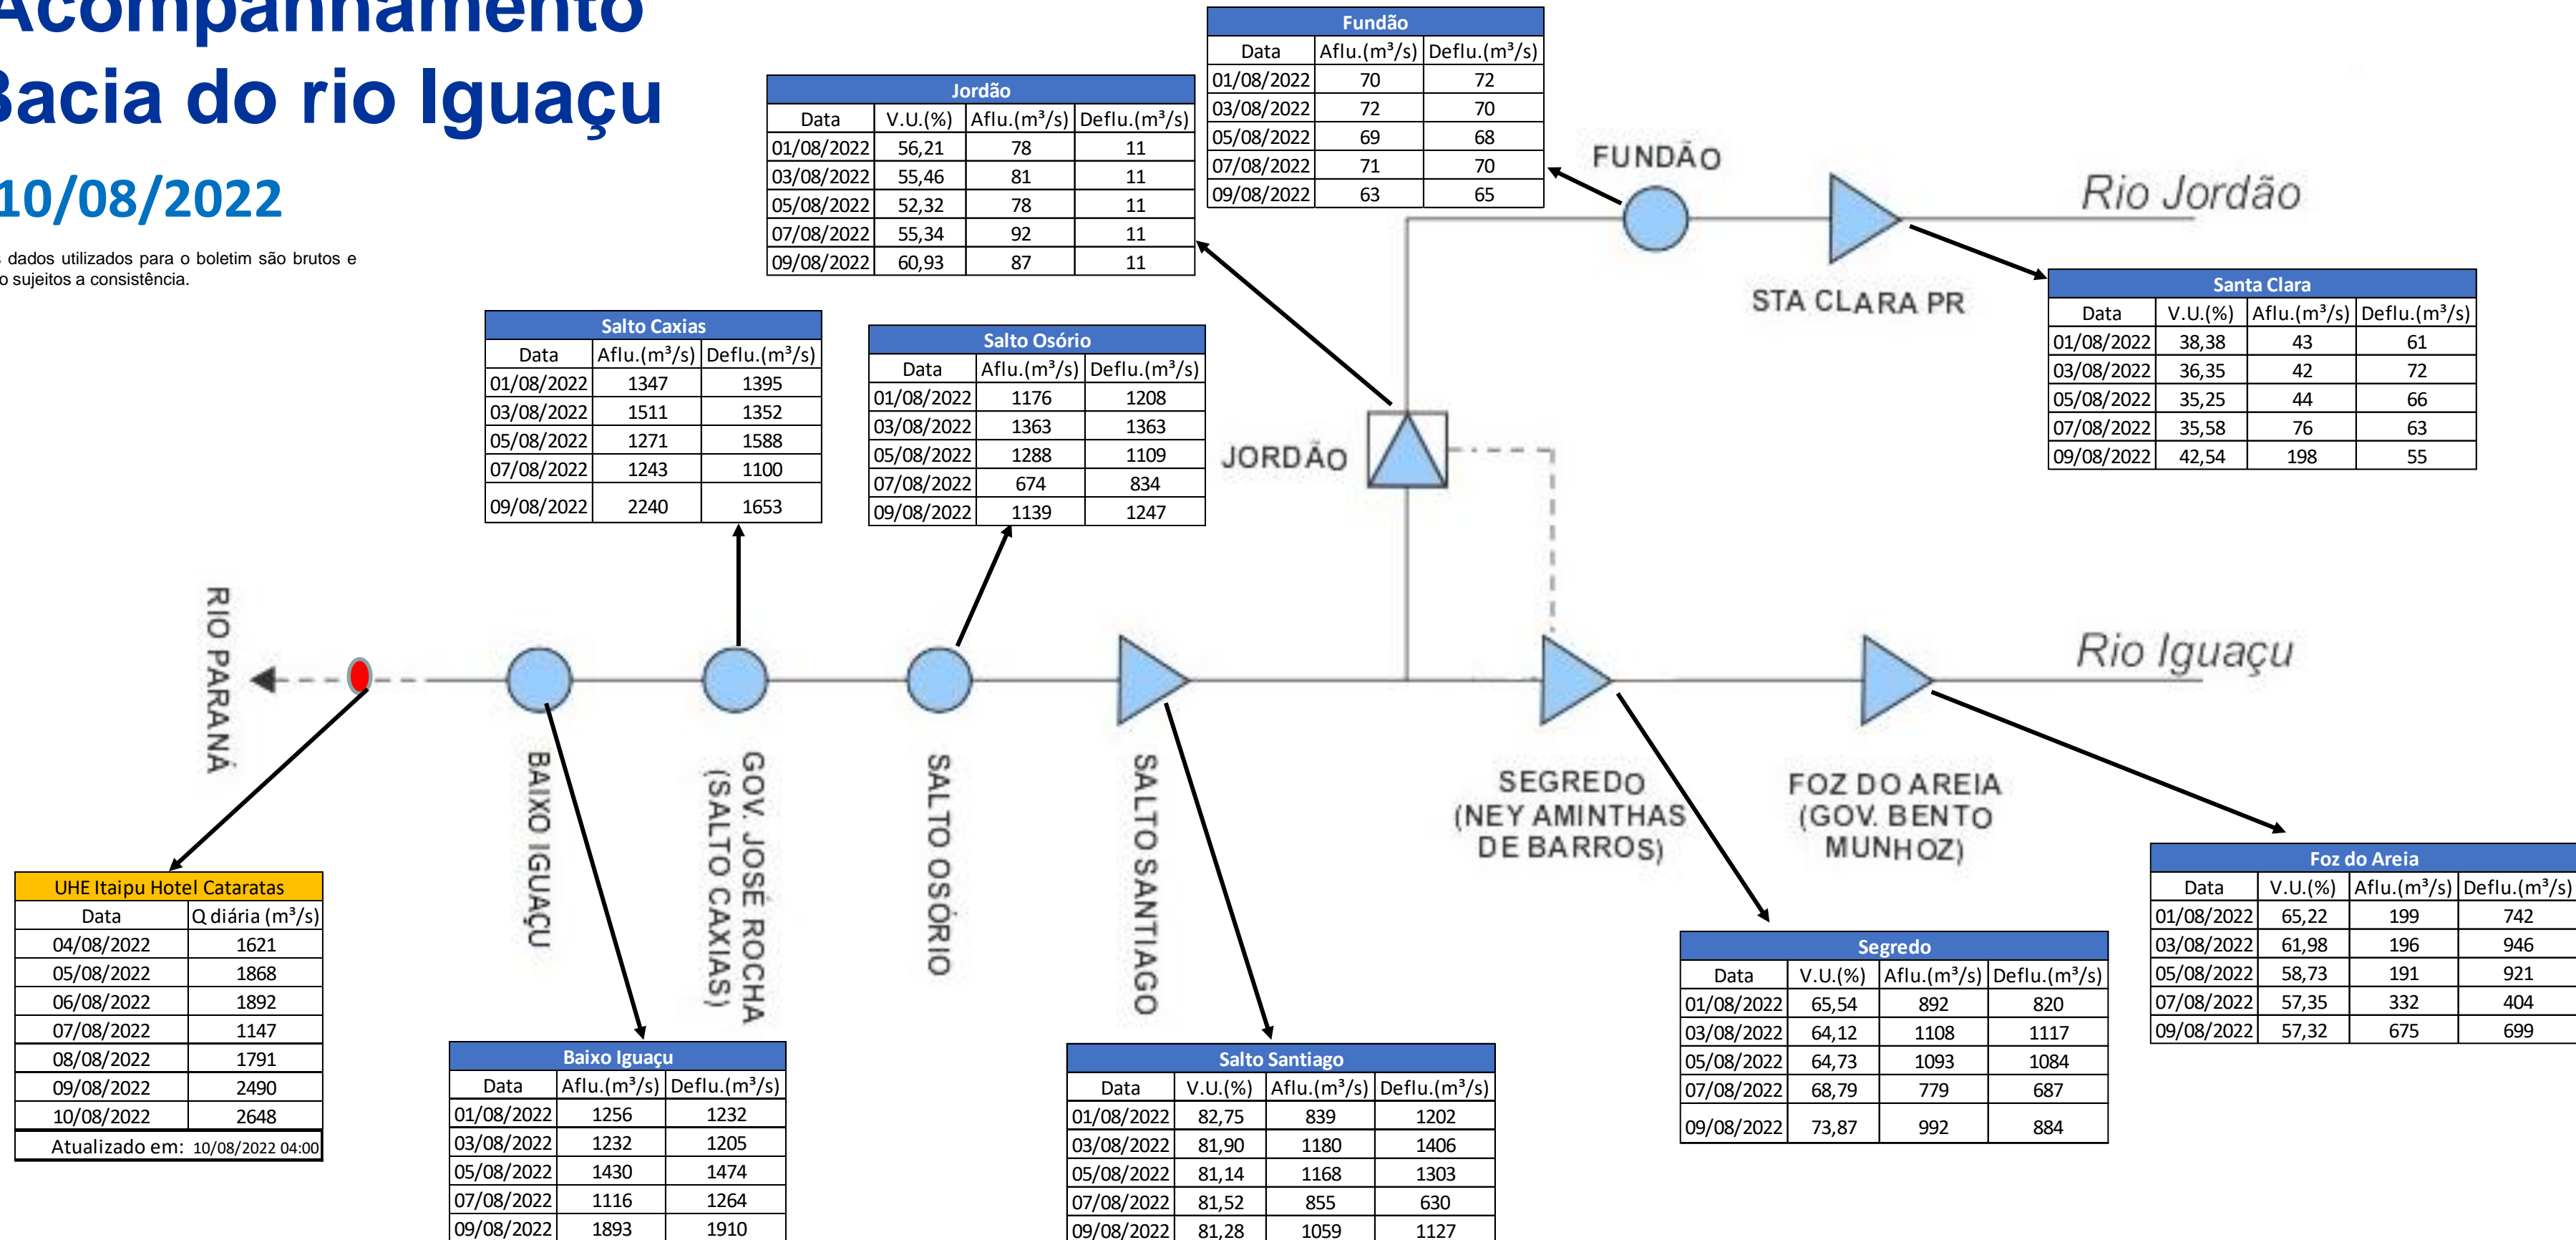 Acompanhamento
Bacia do rio Iguaçu
10/08/2022
s dados utilizados para o boletim são brutos e
o sujeitos a consistência.
Fundão
Data Aflu.(m³/s) Deflu.(m³/s)
01/08/2022 70 72
03/08/2022 72 70
05/08/2022 69 68
07/08/2022 71 70
09/08/2022 63 65
Jordão
Data V.U.(%) Aflu.(m³/s) Deflu.(m³/s)
01/08/2022 56,21 78 11
03/08/2022 55,46 81 11
05/08/2022 52,32 78 11
07/08/2022 55,34 92 11
09/08/2022 60,93 87 11
FUNDÃO
Rio Jordão
STA CLARA PR
Santa Clara
Data V.U.(%) Aflu.(m³/s) Deflu.(m³/s)
01/08/2022 38,38 43 61
03/08/2022 36,35 42 72
05/08/2022 35,25 44 66
07/08/2022 35,58 76 63
09/08/2022 42,54 198 55
Salto Caxias
Data Aflu.(m³/s) Deflu.(m³/s)
01/08/2022 1347 1395
03/08/2022 1511 1352
05/08/2022 1271 1588
07/08/2022 1243 1100
09/08/2022 2240 1653
Salto Osório
Data Aflu.(m³/s) Deflu.(m³/s)
01/08/2022 1176 1208
03/08/2022 1363 1363
05/08/2022 1288 1109
07/08/2022 674 834
09/08/2022 1139 1247
JORDÃO
RIO PARANÁ
Rio Iguaçu
BAIXO IGUAÇU
GOV. JOSÉ ROCHA
(SALTO CAXIAS)
SALTO OSÓRIO
SALTO SANTIAGO
SEGREDO
(NEY AMINTHAS
DE BARROS)
FOZ DO AREIA
(GOV. BENTO
MUNHOZ)
UHE Itaipu Hotel Cataratas
Data Q diária (m³/s)
04/08/2022 1621
05/08/2022 1868
06/08/2022 1892
07/08/2022 1147
08/08/2022 1791
09/08/2022 2490
10/08/2022 2648
Atualizado em: 10/08/2022 04:00
Baixo Iguaçu
Data Aflu.(m³/s) Deflu.(m³/s)
01/08/2022 1256 1232
03/08/2022 1232 1205
05/08/2022 1430 1474
07/08/2022 1116 1264
09/08/2022 1893 1910
Salto Santiago
Data V.U.(%) Aflu.(m³/s) Deflu.(m³/s)
01/08/2022 82,75 839 1202
03/08/2022 81,90 1180 1406
05/08/2022 81,14 1168 1303
07/08/2022 81,52 855 630
09/08/2022 81,28 1059 1127
Segredo
Data V.U.(%) Aflu.(m³/s) Deflu.(m³/s)
01/08/2022 65,54 892 820
03/08/2022 64,12 1108 1117
05/08/2022 64,73 1093 1084
07/08/2022 68,79 779 687
09/08/2022 73,87 992 884
Foz do Areia
Data V.U.(%) Aflu.(m³/s) Deflu.(m³/s)
01/08/2022 65,22 199 742
03/08/2022 61,98 196 946
05/08/2022 58,73 191 921
07/08/2022 57,35 332 404
09/08/2022 57,32 675 699